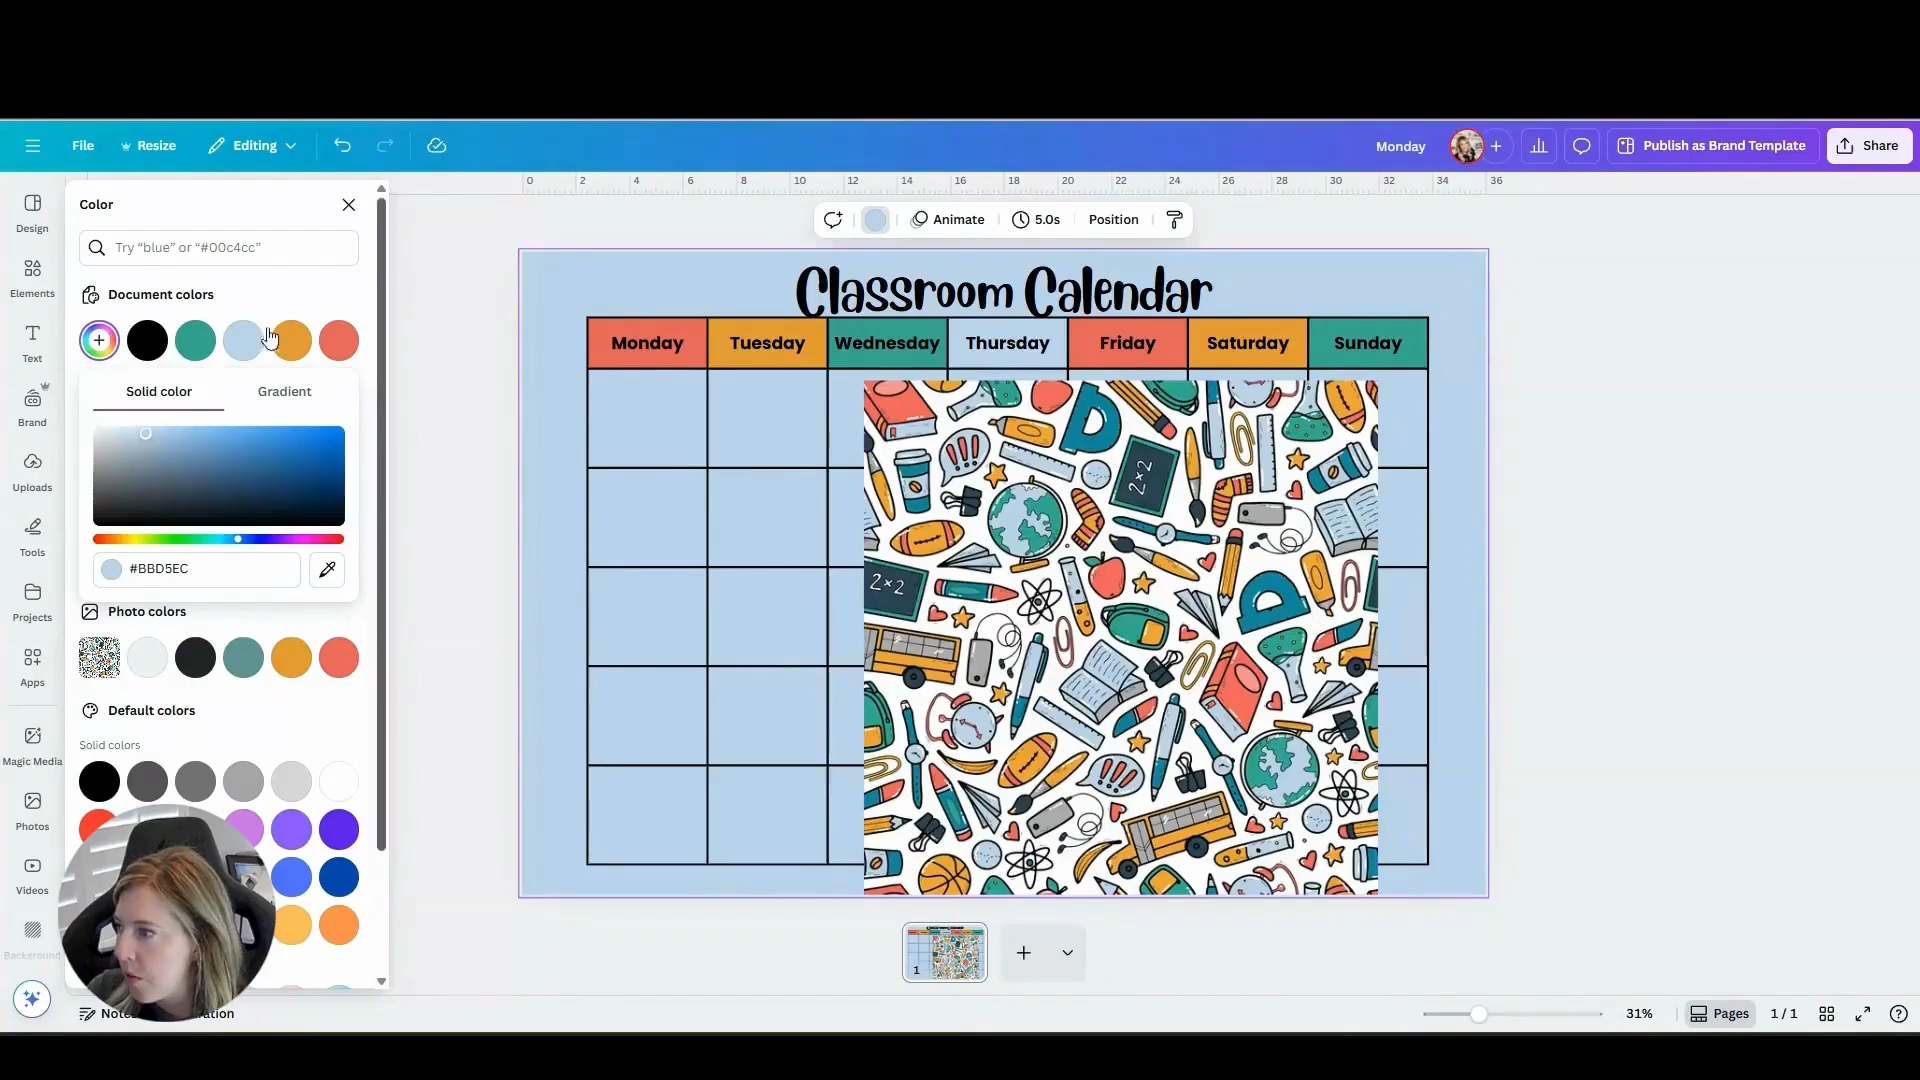 File Resize Editing Monday + Publish as Brand Template Share
0 2 4 6 8 10 12 14 16 18 20 22 24 26 28 30 32 34 36
Design
Elements
Text
Brand
Uploads
Tools
Projects
Apps
Magic Media
Photos
Videos
Background
Color
Try “blue” or “#00c4cc”
Document colors
Solid color Gradient
#BBD5EC
Photo colors
Default colors
Solid colors
Animate 5.0s Position
Classroom Calendar
Monday Tuesday Wednesday Thursday Friday Saturday Sunday
2×2
2×2
1
31% Pages 1 / 1